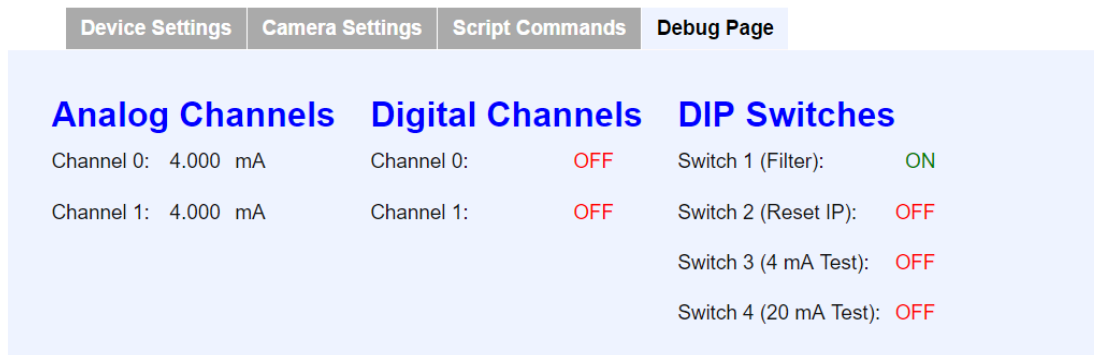 Device Settings Camera Settings Script Commands Debug Page
Analog Channels Digital Channels DIP Switches
Channel 0: 4.000 mA Channel 0: OFF Switch 1 (Filter): ON
Channel 1: 4.000 mA Channel 1: OFF Switch 2 (Reset IP): OFF
Switch 3 (4 mA Test): OFF
Switch 4 (20 mA Test): OFF